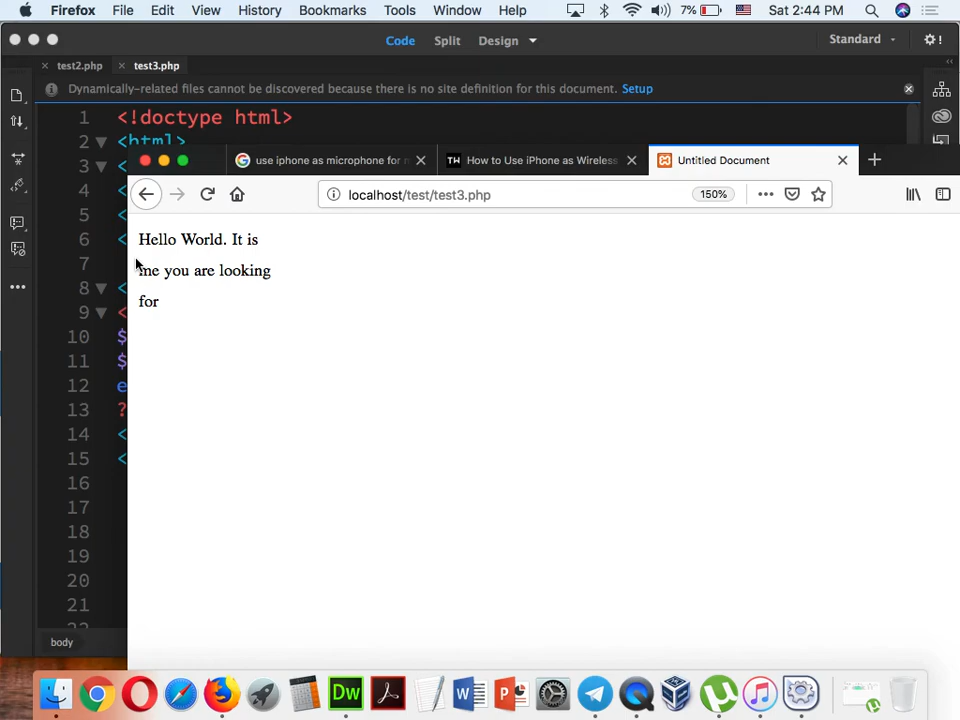 Firefox File Edit View History Bookmarks Tools Window Help 7% Sat 2:44 PM
Code Split Design Standard
× test2.php × test3.php
Dynamically-related files cannot be discovered because there is no site definition for this document. Setup
1 <!doctype html>
2 <html>
3 <
4 <
5 <
6 <
7
8 <
9 <
10 $
11 $
12 e
13 ?
14 <
15 <
16
17
18
19
20
21
use iphone as microphone for
TW How to Use iPhone as Wireless
Untitled Document
localhost/test/test3.php 150%
Hello World. It is
me you are looking
for
body
Dw W P